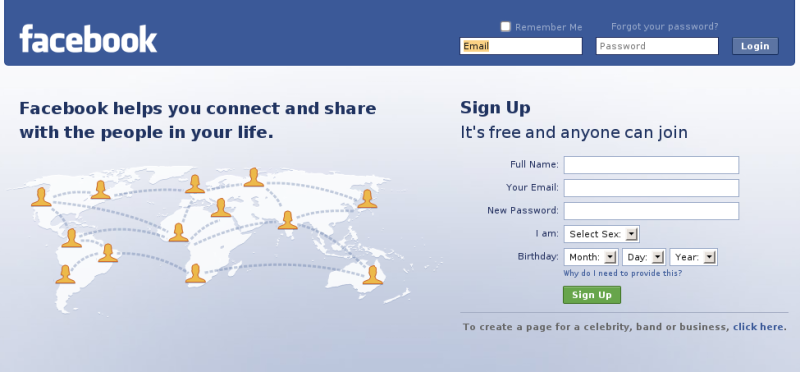 facebook
Remember Me
Forgot your password?
Email
Password
Login
Facebook helps you connect and share
with the people in your life.
Sign Up
It's free and anyone can join
Full Name:
Your Email:
New Password:
I am:
Select Sex:
Birthday:
Month:
Day:
Year:
Why do I need to provide this?
Sign Up
To create a page for a celebrity, band or business, click here.